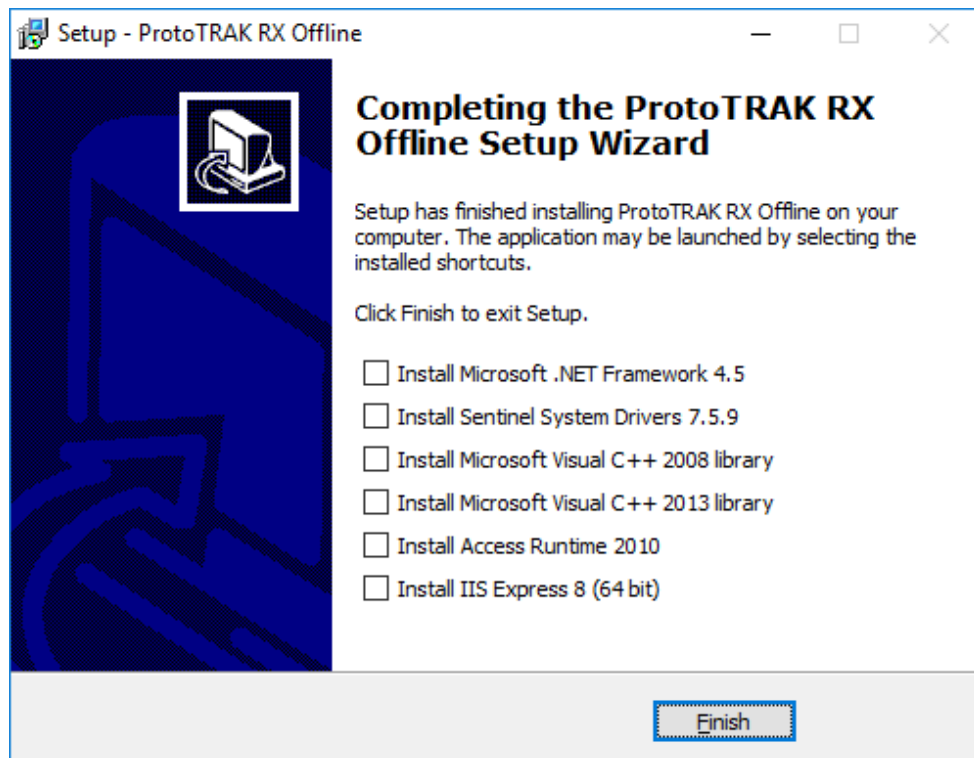 Setup - ProtoTRAK RX Offline
Completing the ProtoTRAK RX
Offline Setup Wizard
Setup has finished installing ProtoTRAK RX Offline on your
computer. The application may be launched by selecting the
installed shortcuts.
Click Finish to exit Setup.
Install Microsoft .NET Framework 4.5
Install Sentinel System Drivers 7.5.9
Install Microsoft Visual C++ 2008 library
Install Microsoft Visual C++ 2013 library
Install Access Runtime 2010
Install IIS Express 8 (64 bit)
Finish